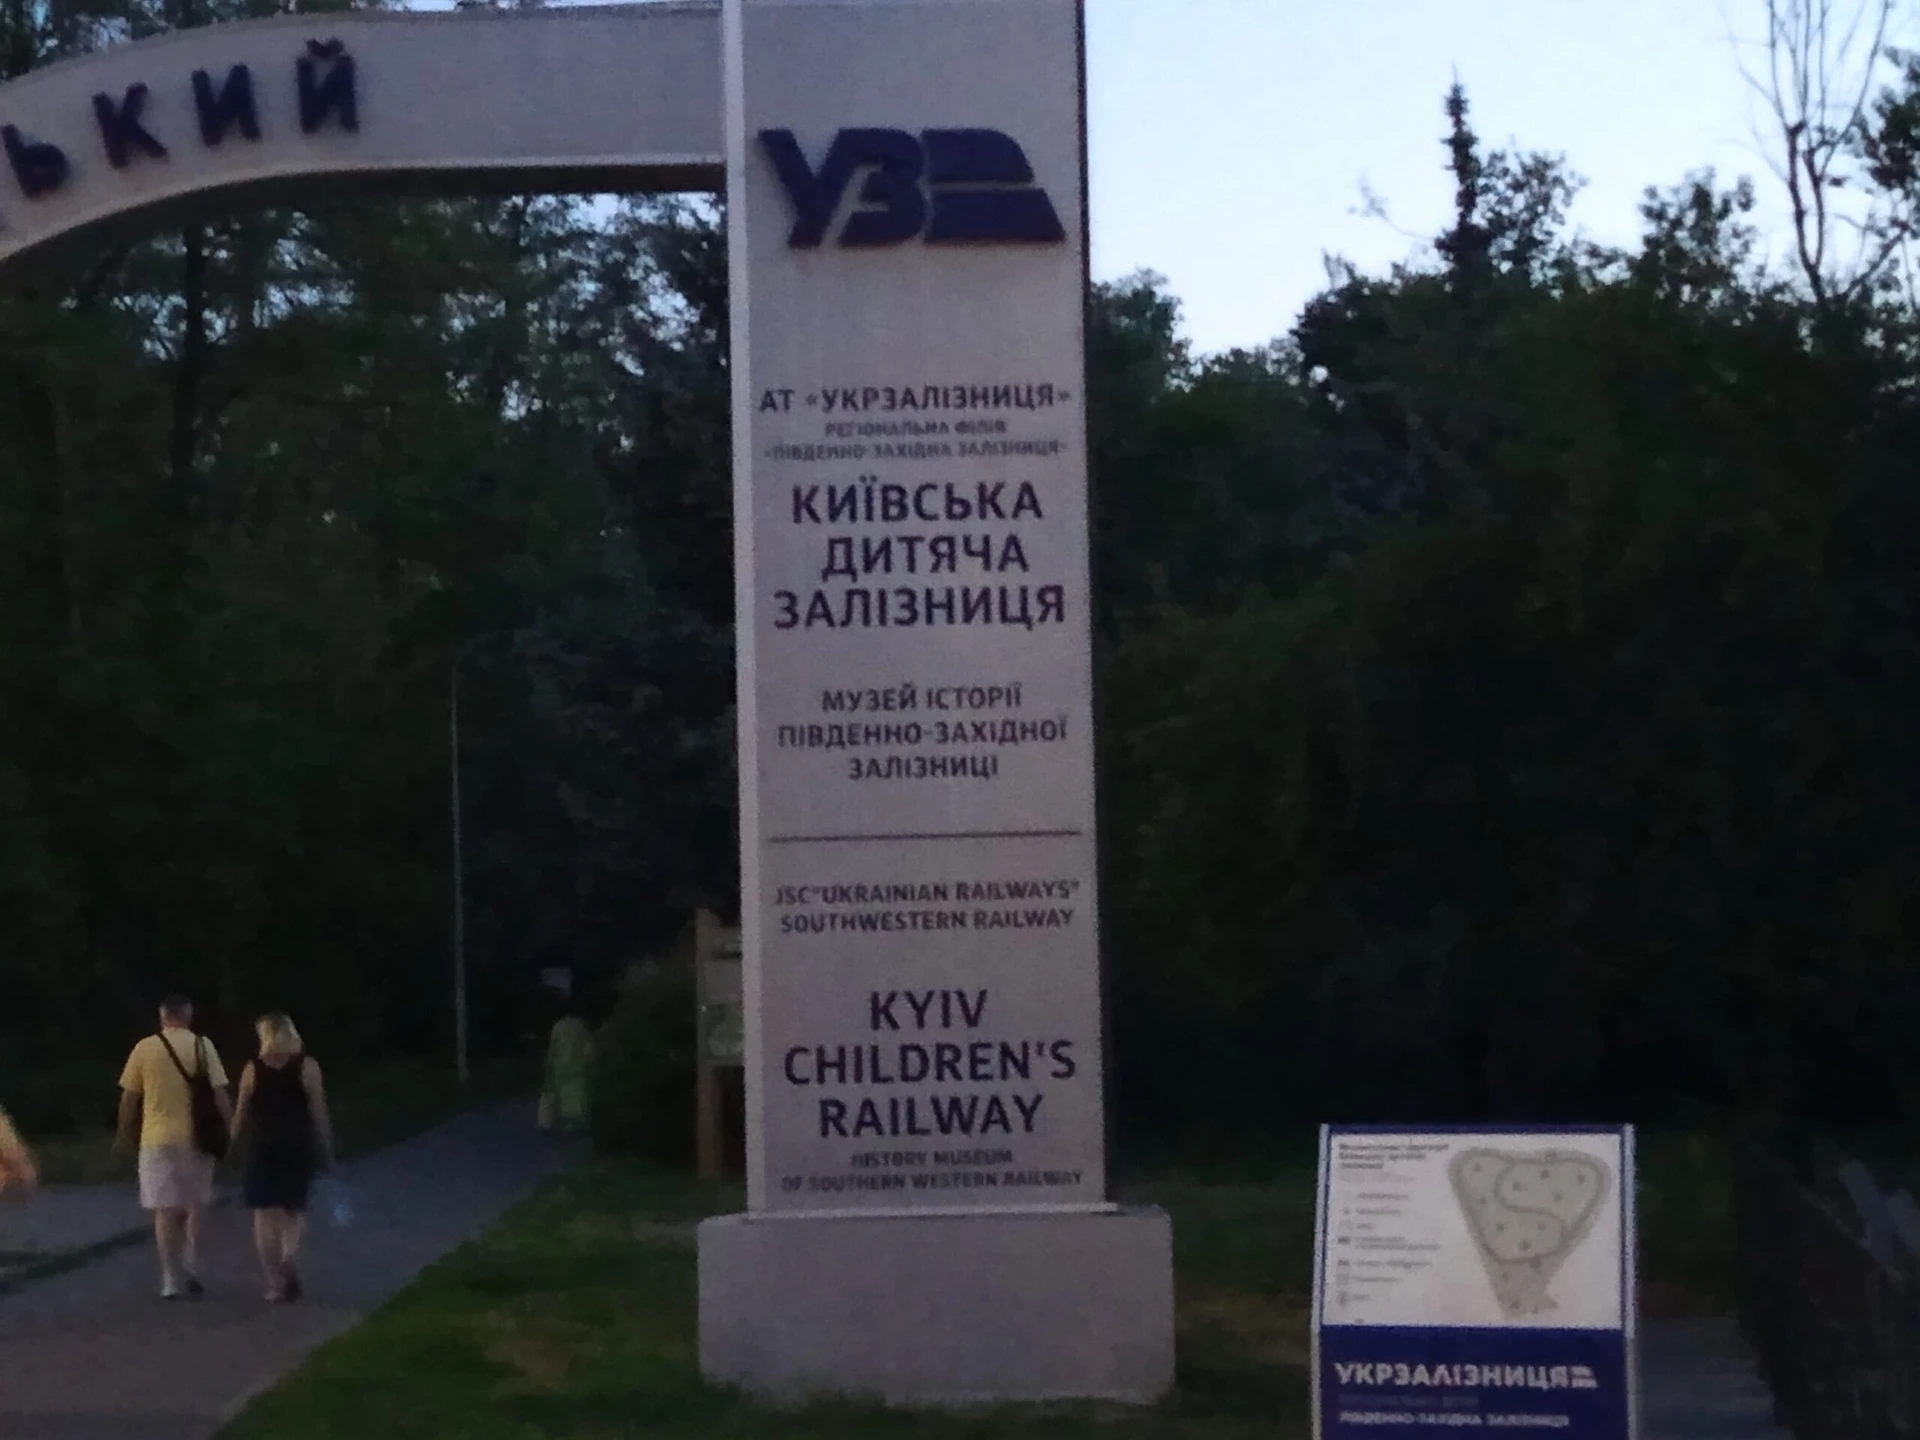 ЬКИЙ
УЗ
АТ «УКРЗАЛІЗНИЦЯ»
РЕГІОНАЛЬНА ФІЛІЯ
«ПІВДЕННО-ЗАХІДНА ЗАЛІЗНИЦЯ»
КИЇВСЬКА
ДИТЯЧА
ЗАЛІЗНИЦЯ
МУЗЕЙ ІСТОРІЇ
ПІВДЕННО-ЗАХІДНОЇ
ЗАЛІЗНИЦІ
JSC"UKRAINIAN RAILWAYS"
SOUTHWESTERN RAILWAY
KYIV
CHILDREN'S
RAILWAY
HISTORY MUSEUM
OF SOUTHERN WESTERN RAILWAY
УКРЗАЛІЗНИЦЯ
ПІВДЕННО-ЗАХІДНА ЗАЛІЗНИЦЯ